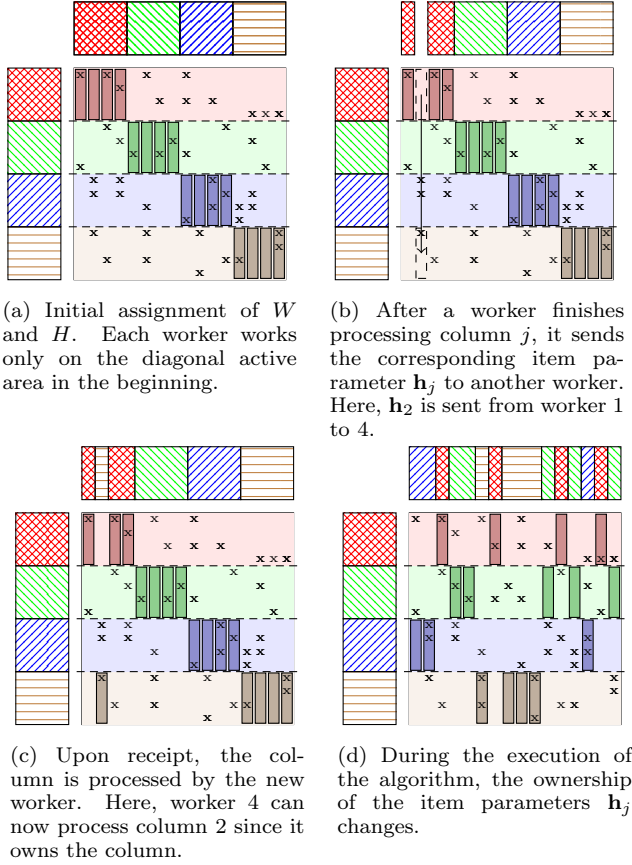 (a) Initial assignment of W
and H. Each worker works
only on the diagonal active
area in the beginning.
(b) After a worker finishes
processing column j, it sends
the corresponding item pa-
rameter hj to another worker.
Here, h2 is sent from worker 1
to 4.
(c) Upon receipt, the col-
umn is processed by the new
worker. Here, worker 4 can
now process column 2 since it
owns the column.
(d) During the execution of
the algorithm, the ownership
of the item parameters hj
changes.